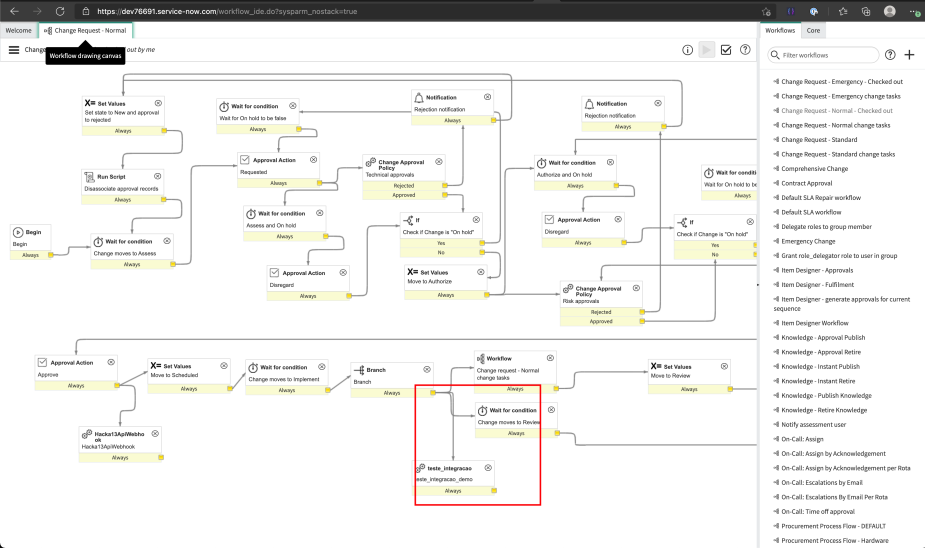 https://dev76691.service-now.com/workflow_ide.do?sysparm_nostack=true
Welcome
Change Request - Normal
Workflows
Core
Chang
out by me
Workflow drawing canvas
Filter workflows
Set Values
Set state to New and approval
to rejected
Always
Wait for condition
Wait for On hold to be false
Always
Notification
Rejection notification
Always
Notification
Rejection notification
Always
Run Script
Disassociate approval records
Always
Approval Action
Requested
Always
Change Approval
Policy
Technical approvals
Rejected
Approved
Wait for condition
Authorize and On hold
Always
Wait for conditi
Wait for On hold to be
Always
Begin
Begin
Always
Wait for condition
Change moves to Assess
Always
Wait for condition
Assess and On hold
Always
If
Check if Change is "On hold"
Yes
No
Approval Action
Disregard
Always
If
Check if Change is "On hold"
Yes
No
Approval Action
Disregard
Always
Set Values
Move to Authorize
Always
Change Approval
Policy
Risk approvals
Rejected
Approved
Approval Action
Approve
Always
Set Values
Move to Scheduled
Always
Wait for condition
Change moves to Implement
Always
Branch
Branch
Always
Workflow
Change request - Normal
change tasks
Always
Set Values
Move to Review
Always
Wait for condition
Change moves to Review
Always
Hacka13ApiWebho
ok
Hacka13ApiWebhook
Always
teste_integracao
teste_integracao_demo
Always
Change Request - Emergency - Checked out
Change Request - Emergency change tasks
Change Request - Normal - Checked out
Change Request - Normal change tasks
Change Request - Standard
Change Request - Standard change tasks
Comprehensive Change
Contract Approval
Default SLA Repair workflow
Default SLA workflow
Delegate roles to group member
Emergency Change
Grant role_delegator role to user in group
Item Designer - Approvals
Item Designer - Fulfilment
Item Designer - generate approvals for current
sequence
Item Designer Workflow
Knowledge - Approval Publish
Knowledge - Approval Retire
Knowledge - Instant Publish
Knowledge - Instant Retire
Knowledge - Publish Knowledge
Knowledge - Retire Knowledge
Notify assessment user
On-Call: Assign
On-Call: Assign by Acknowledgement
On-Call: Assign by Acknowledgement per Rota
On-Call: Escalations by Email
On-Call: Escalations By Email Per Rota
On-Call: Time off approval
Procurement Process Flow - DEFAULT
Procurement Process Flow - Hardware